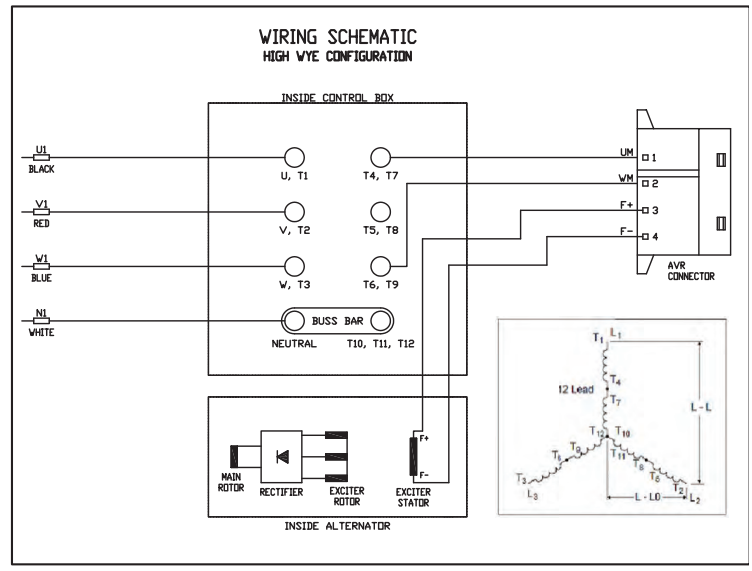 WIRING SCHEMATIC
HIGH WYE CONFIGURATION
INSIDE CONTROL BOX
U1
BLACK
U, T1
T4, T7
UM
1
WM
2
V1
RED
V, T2
T5, T8
F+
3
F-
4
W1
BLUE
W, T3
T6, T9
AVR
CONNECTOR
N1
WHITE
BUSS BAR
NEUTRAL
T10, T11, T12
T1 L1
12 Lead
T4
T7
L - L
T12 T10
T9 T11
T6 T8
T5
T3 T2
L3 L2
L - L0
F+
F-
MAIN
ROTOR
RECTIFIER
EXCITER
ROTOR
EXCITER
STATOR
INSIDE ALTERNATOR